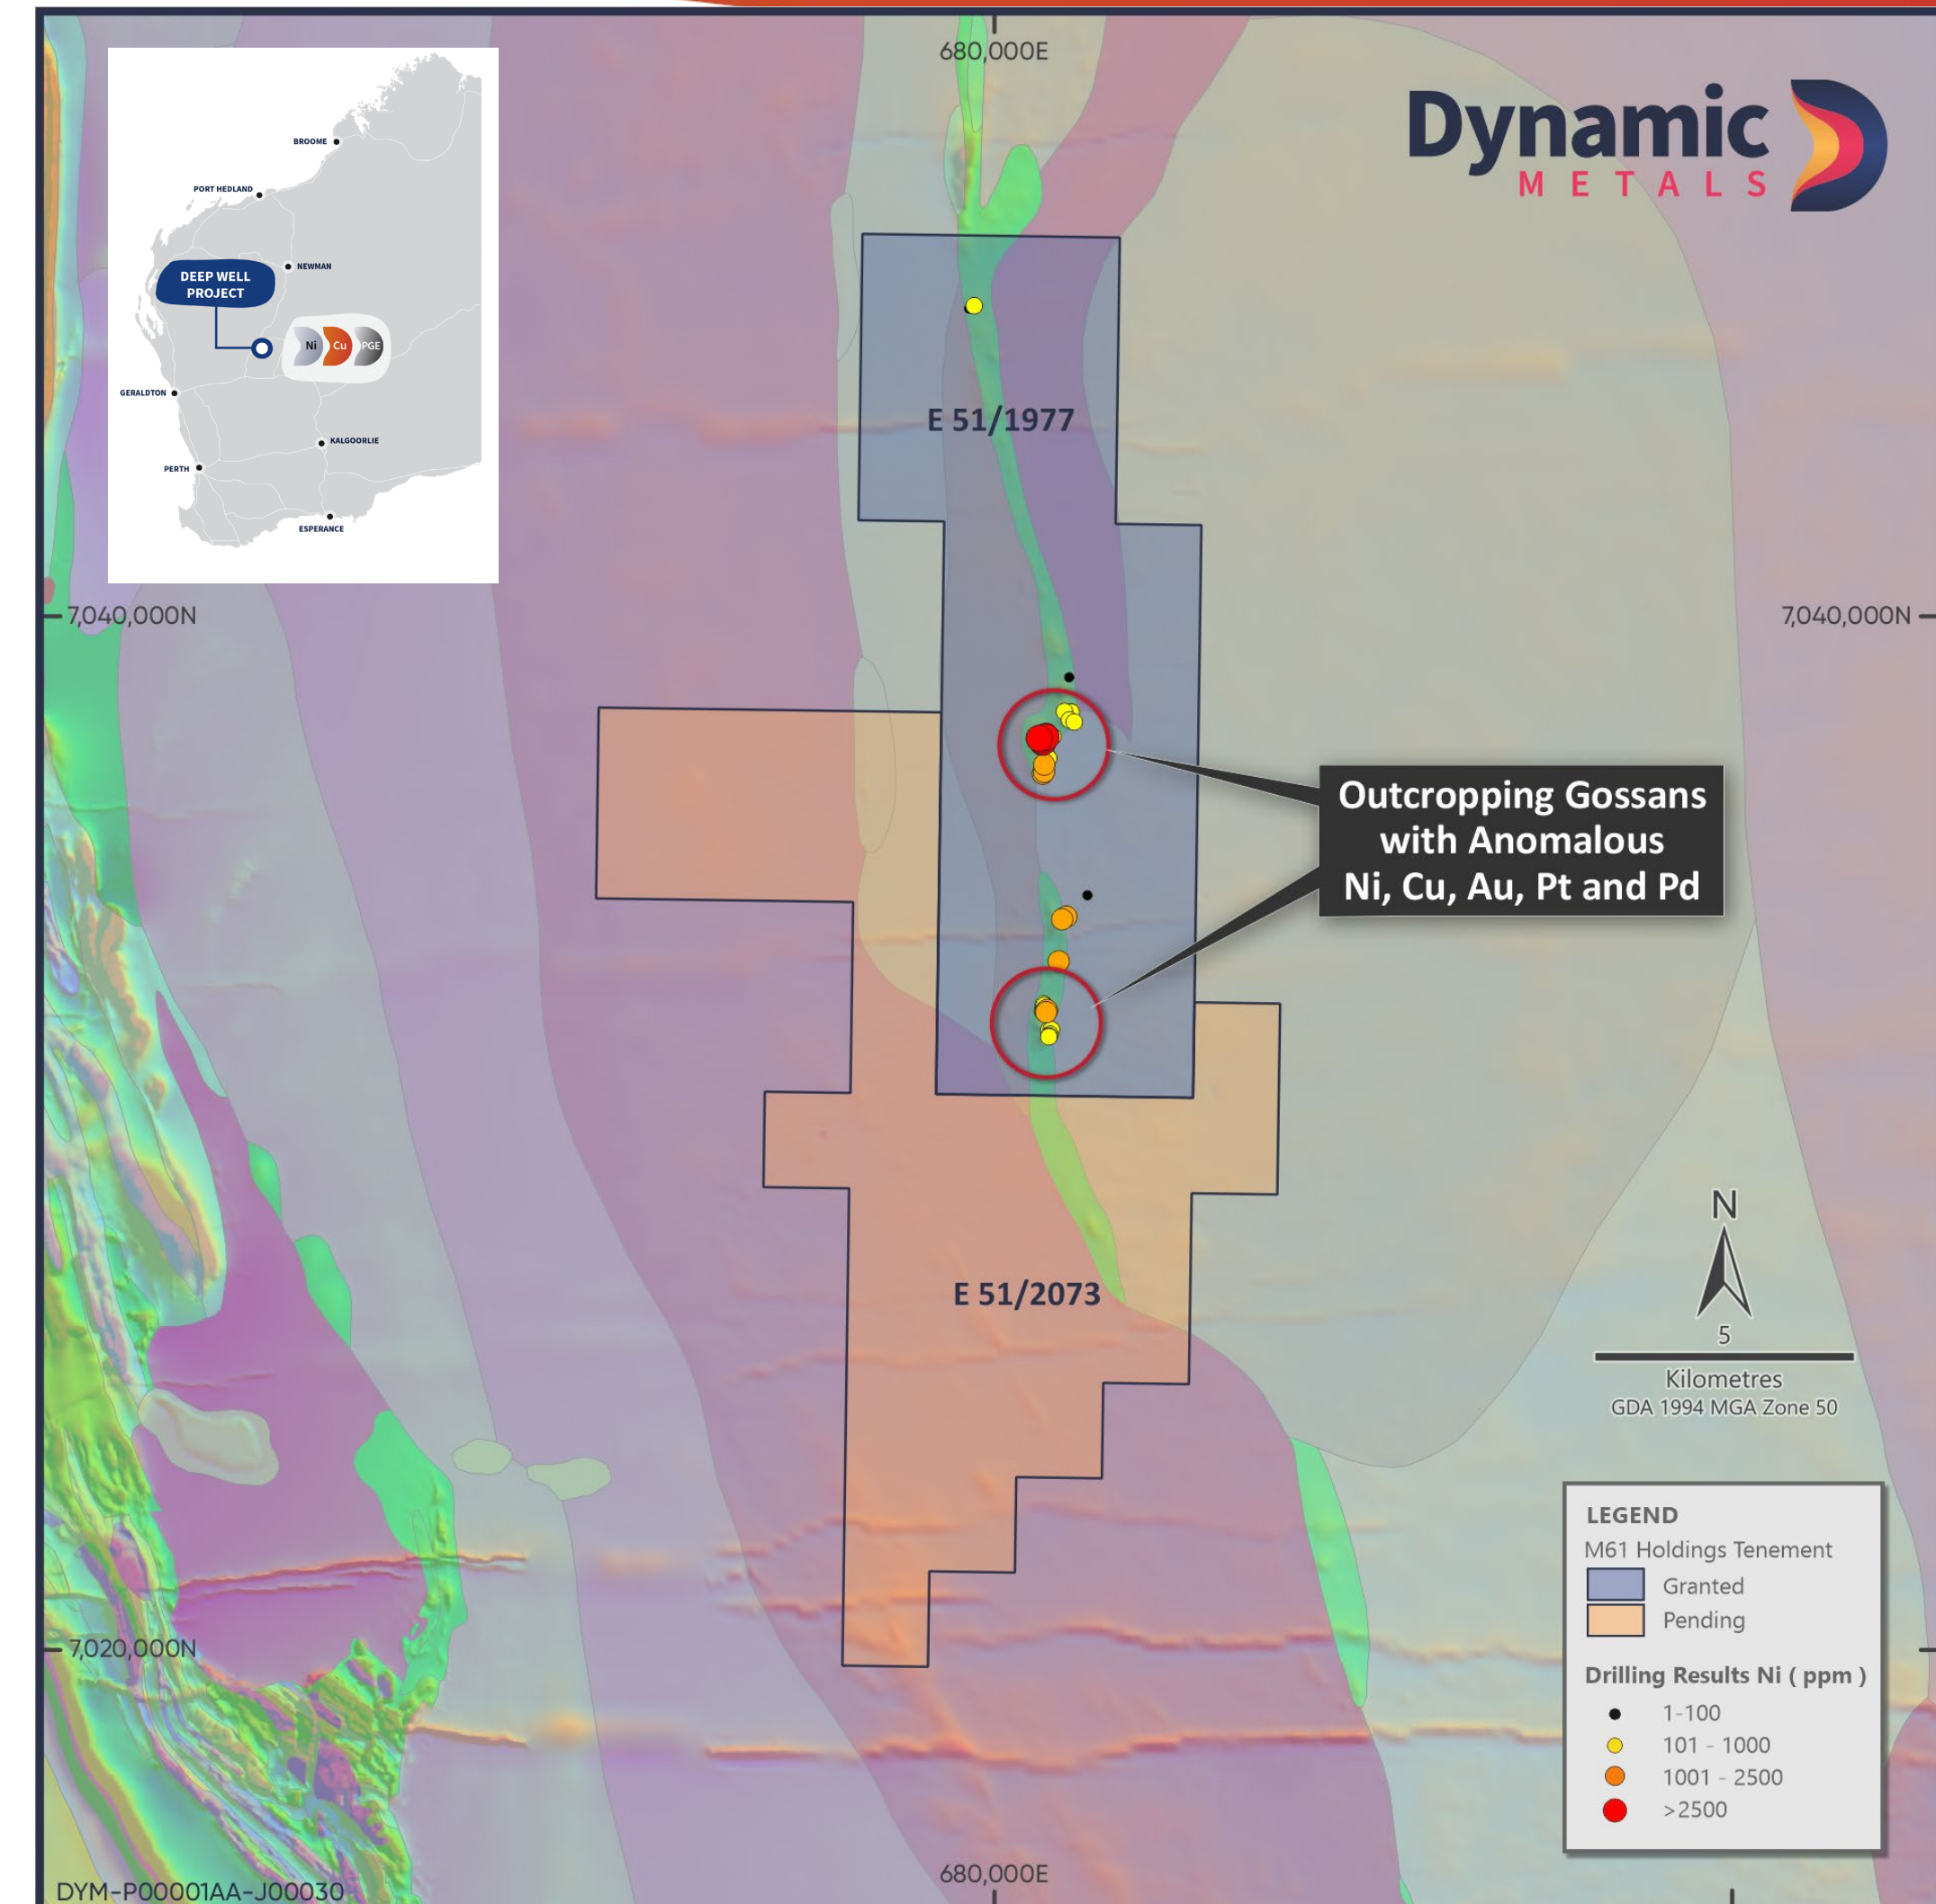 680,000E
Dynamic
METALS
BROOME
PORT HEDLAND
NEWMAN
DEEP WELL
PROJECT
Ni Cu PGE
GERALDTON
KALGOORLIE
PERTH
ESPERANCE
E 51/1977
7,040,000N
7,040,000N
Outcropping Gossans
with Anomalous
Ni, Cu, Au, Pt and Pd
E 51/2073
N
5
Kilometres
GDA 1994 MGA Zone 50
LEGEND
M61 Holdings Tenement
Granted
Pending
Drilling Results Ni ( ppm )
1-100
101 - 1000
1001 - 2500
>2500
7,020,000N
680,000E
DYM-P00001AA-J00030